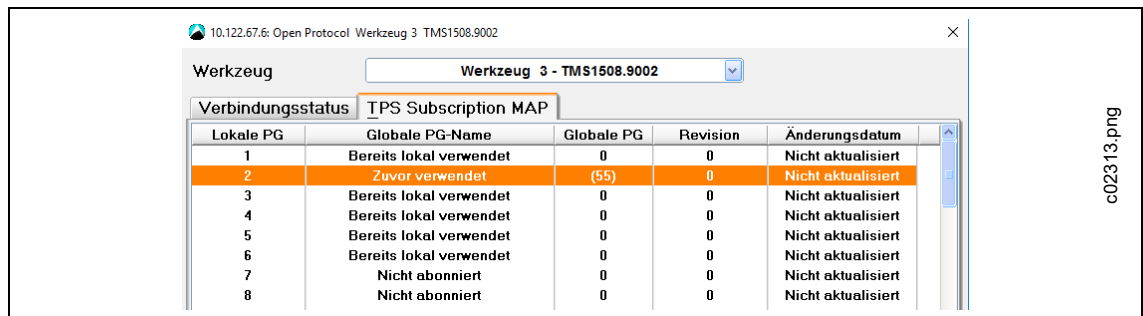 10.122.67.6: Open Protocol Werkzeug 3 TMS1508.9002
Werkzeug Werkzeug 3 - TMS1508.9002
Verbindungsstatus TPS Subscription MAP
Lokale PG Globale PG-Name Globale PG Revision Änderungsdatum
1 Bereits lokal verwendet 0 0 Nicht aktualisiert
2 Zuvor verwendet (55) 0 Nicht aktualisiert
3 Bereits lokal verwendet 0 0 Nicht aktualisiert
4 Bereits lokal verwendet 0 0 Nicht aktualisiert
5 Bereits lokal verwendet 0 0 Nicht aktualisiert
6 Bereits lokal verwendet 0 0 Nicht aktualisiert
7 Nicht abonniert 0 0 Nicht aktualisiert
8 Nicht abonniert 0 0 Nicht aktualisiert
c02313.png